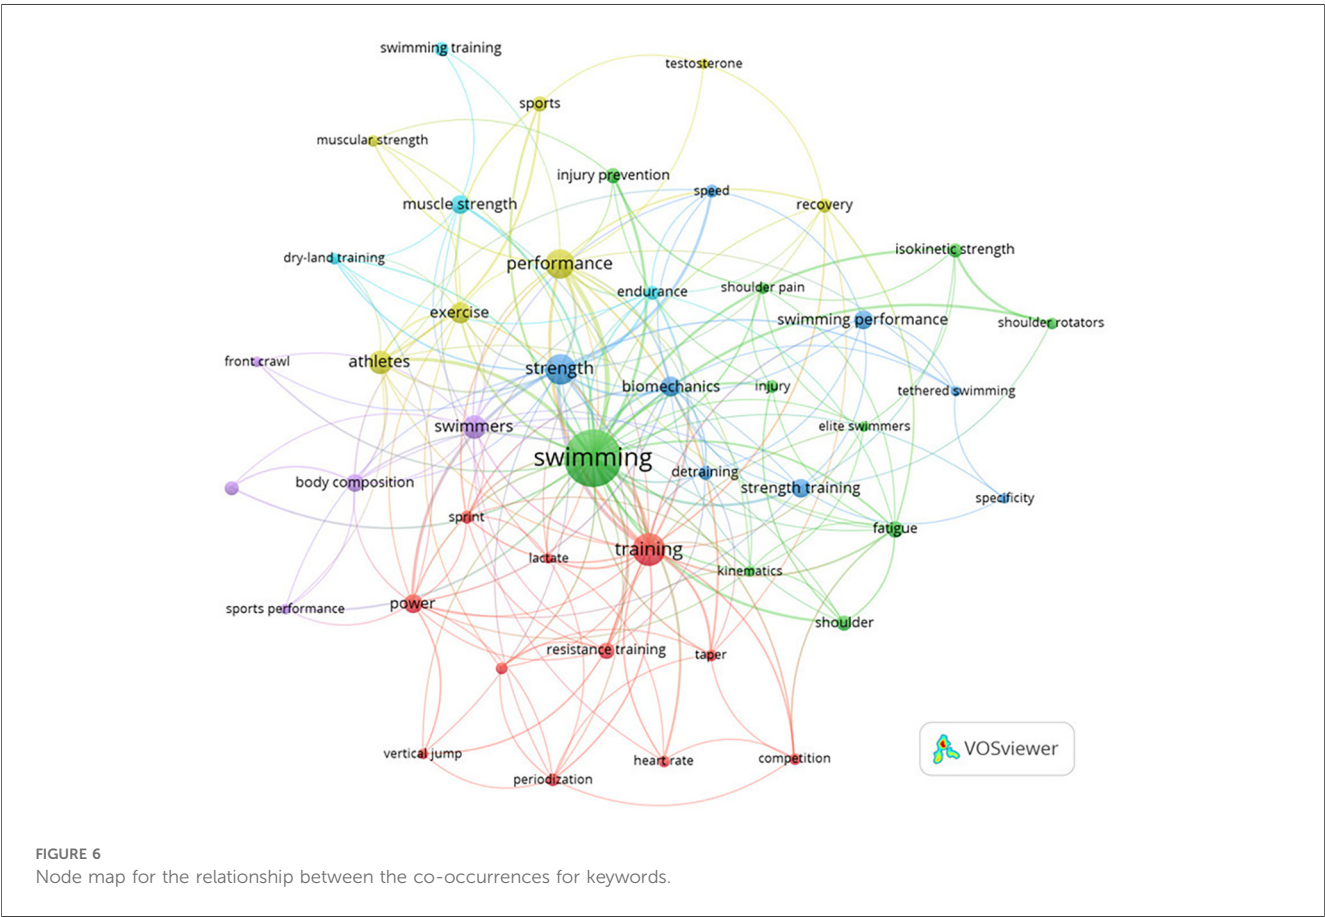 swimming training
testosterone
sports
muscular strength
injury prevention
speed
muscle strength
recovery
isokinetic strength
dry-land training
performance
endurance
shoulder pain
exercise
swimming performance
shoulder rotators
front crawl
athletes
strength
biomechanics
injury
tethered swimming
swimmers
elite swimmers
swimming
detraining
body composition
strength training
specificity
sprint
fatigue
lactate
training
kinematics
sports performance
power
shoulder
resistance training
taper
vertical jump
heart rate
competition
periodization
VOSviewer
FIGURE 6
Node map for the relationship between the co-occurrences for keywords.